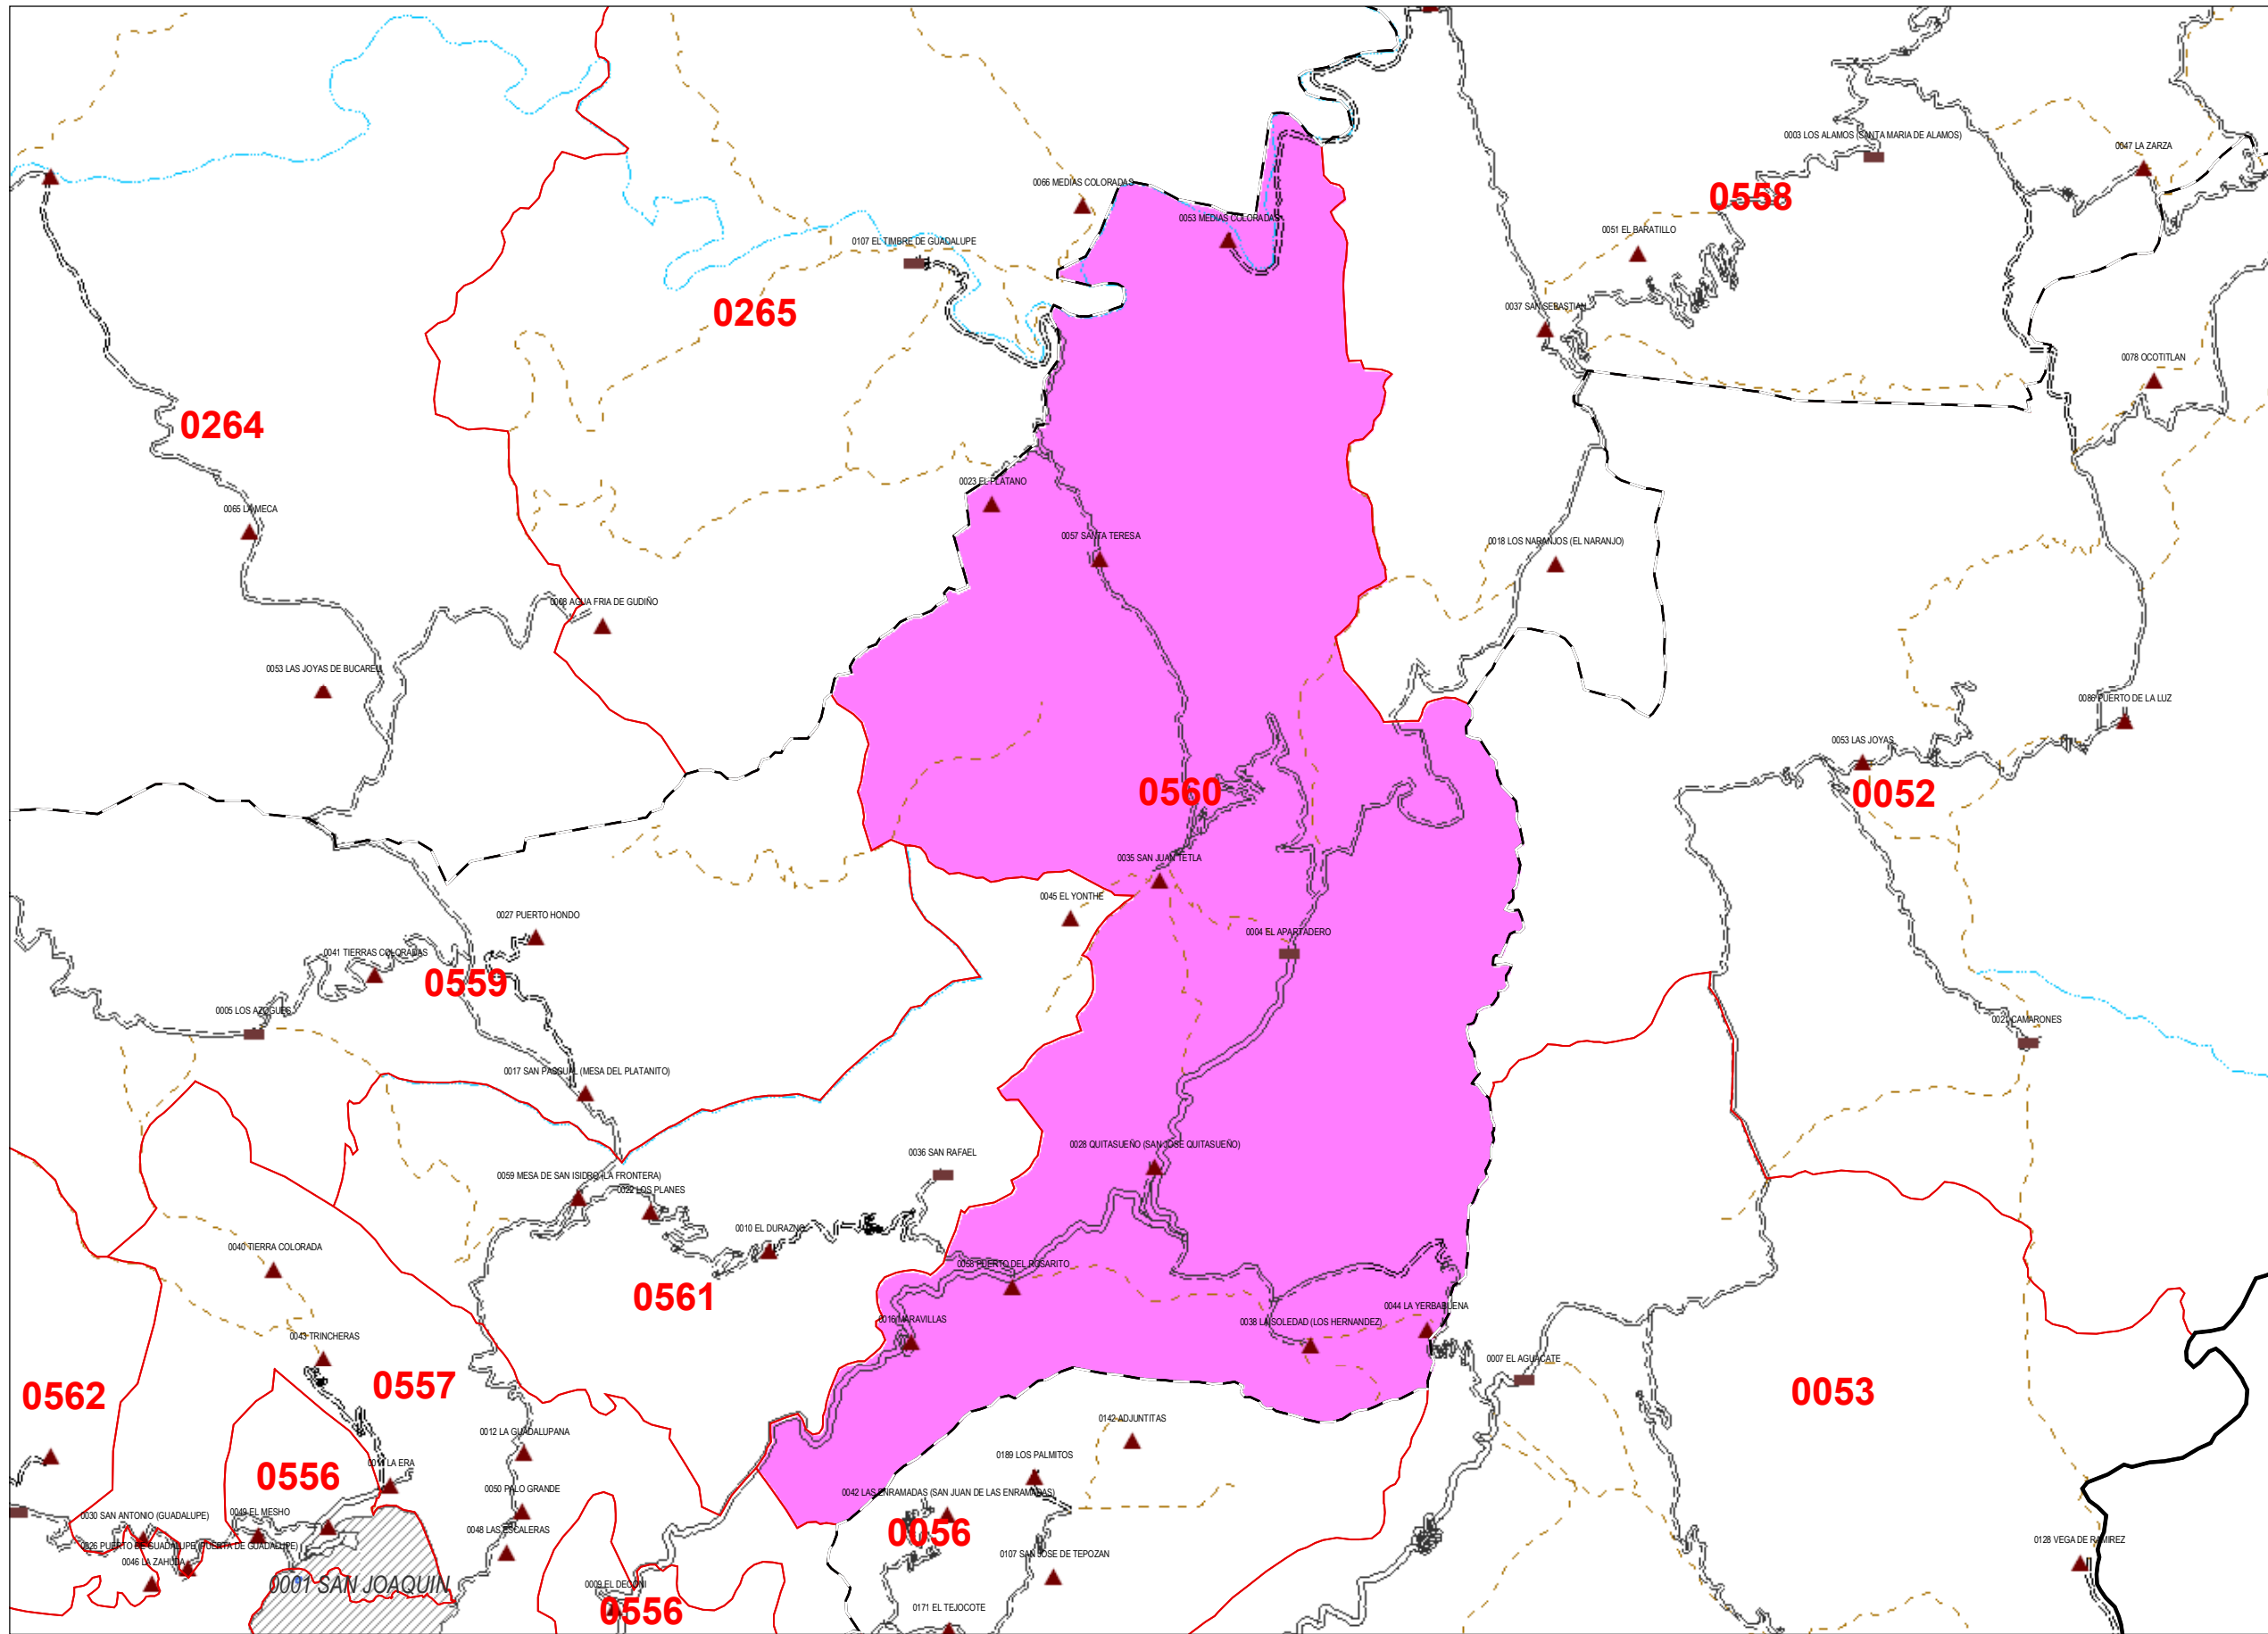 0003 LOS ALAMOS (SANTA MARIA DE ALAMOS)
0047 LA ZARZA
0066 MEDIAS COLORADAS
0558
0053 MEDIAS COLORADAS
0051 EL BARATILLO
0107 EL TIMBRE DE GUADALUPE
0265
0037 SAN SEBASTIAN
0078 OCOTITLAN
0264
0023 EL PLATANO
0065 LA MECA
0057 SANTA TERESA
0018 LOS NARANJOS (EL NARANJO)
0068 AGUA FRIA DE GUDIÑO
0053 LAS JOYAS DE BUCARELI
0086 PUERTO DE LA LUZ
0053 LAS JOYAS
0560
0052
0035 SAN JUAN TETLA
0045 EL YONTHE
0027 PUERTO HONDO
0004 EL APARTADERO
0041 TIERRAS COLORADAS
0559
0005 LOS AZOGUES
0021 CAMARONES
0017 SAN PASCUAL (MESA DEL PLATANITO)
0028 QUITASUEÑO (SAN JOSE QUITASUEÑO)
0036 SAN RAFAEL
0059 MESA DE SAN ISIDRO (LA FRONTERA)
0022 LOS PLANES
0010 EL DURAZNO
0040 TIERRA COLORADA
PUERTO DEL ROSARITO
0561
0044 LA YERBABUENA
0016 MARAVILLAS
0038 LA SOLEDAD (LOS HERNANDEZ)
0043 TRINCHERAS
0007 EL AGUACATE
0557
0562
0053
0142 ADJUNTITAS
0012 LA GUADALUPANA
0189 LOS PALMITOS
LA ERA
0556
0050 PALO GRANDE
0042 LAS ENRAMADAS (SAN JUAN DE LAS ENRAMADAS)
0030 SAN ANTONIO (GUADALUPE)
0049 EL MESHO
0048 LAS ESCALERAS
0056
0026 PUERTO DE GUADALUPE (PUERTA DE GUADALUPE)
0046 LA ZAHUDA
0107 SAN JOSE DE TEPOZAN
0128 VEGA DE RAMIREZ
0001 SAN JOAQUIN
0009 EL DECONI
0556
0171 EL TEJOCOTE